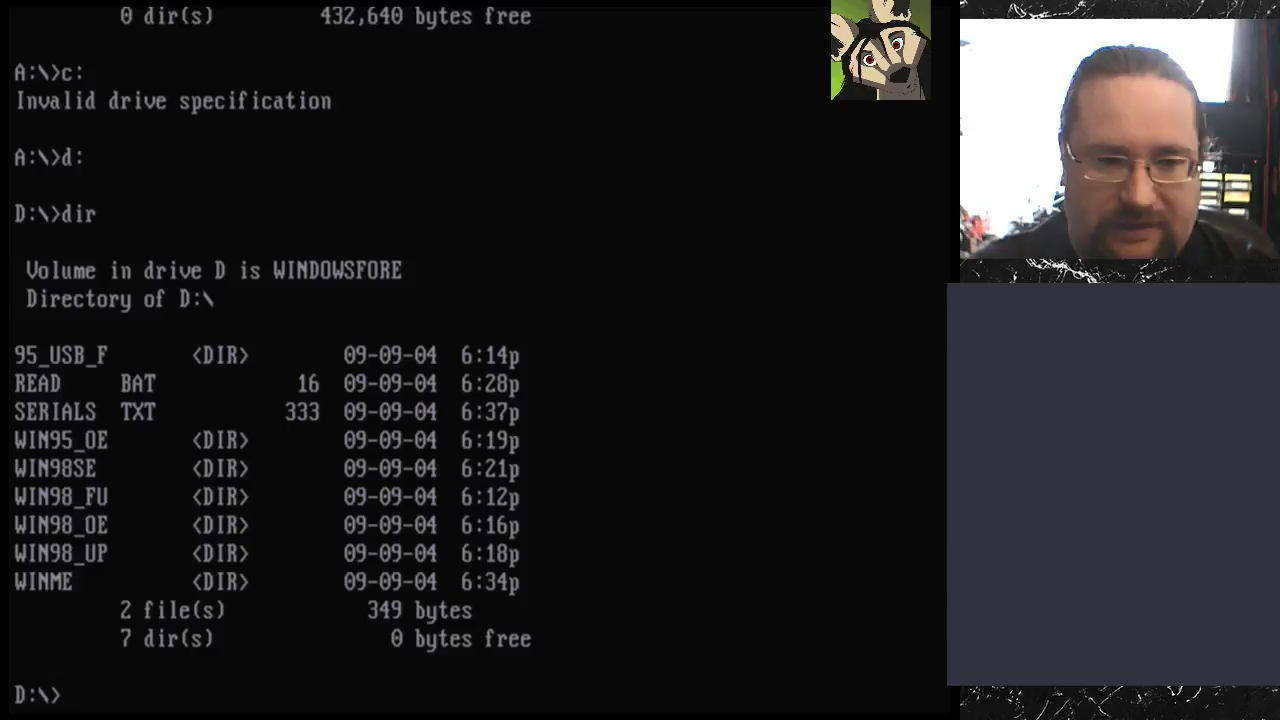 0 dir(s) 432,640 bytes free
A:\>c:
Invalid drive specification
A:\>d:
D:\>dir
Volume in drive D is WINDOWSFORE
Directory of D:\
95_USB_F <DIR> 09-09-04 6:14p
READ BAT 16 09-09-04 6:28p
SERIALS TXT 333 09-09-04 6:37p
WIN95_OE <DIR> 09-09-04 6:19p
WIN98SE <DIR> 09-09-04 6:21p
WIN98_FU <DIR> 09-09-04 6:12p
WIN98_OE <DIR> 09-09-04 6:16p
WIN98_UP <DIR> 09-09-04 6:18p
WINME <DIR> 09-09-04 6:34p
2 file(s) 349 bytes
7 dir(s) 0 bytes free
D:\>